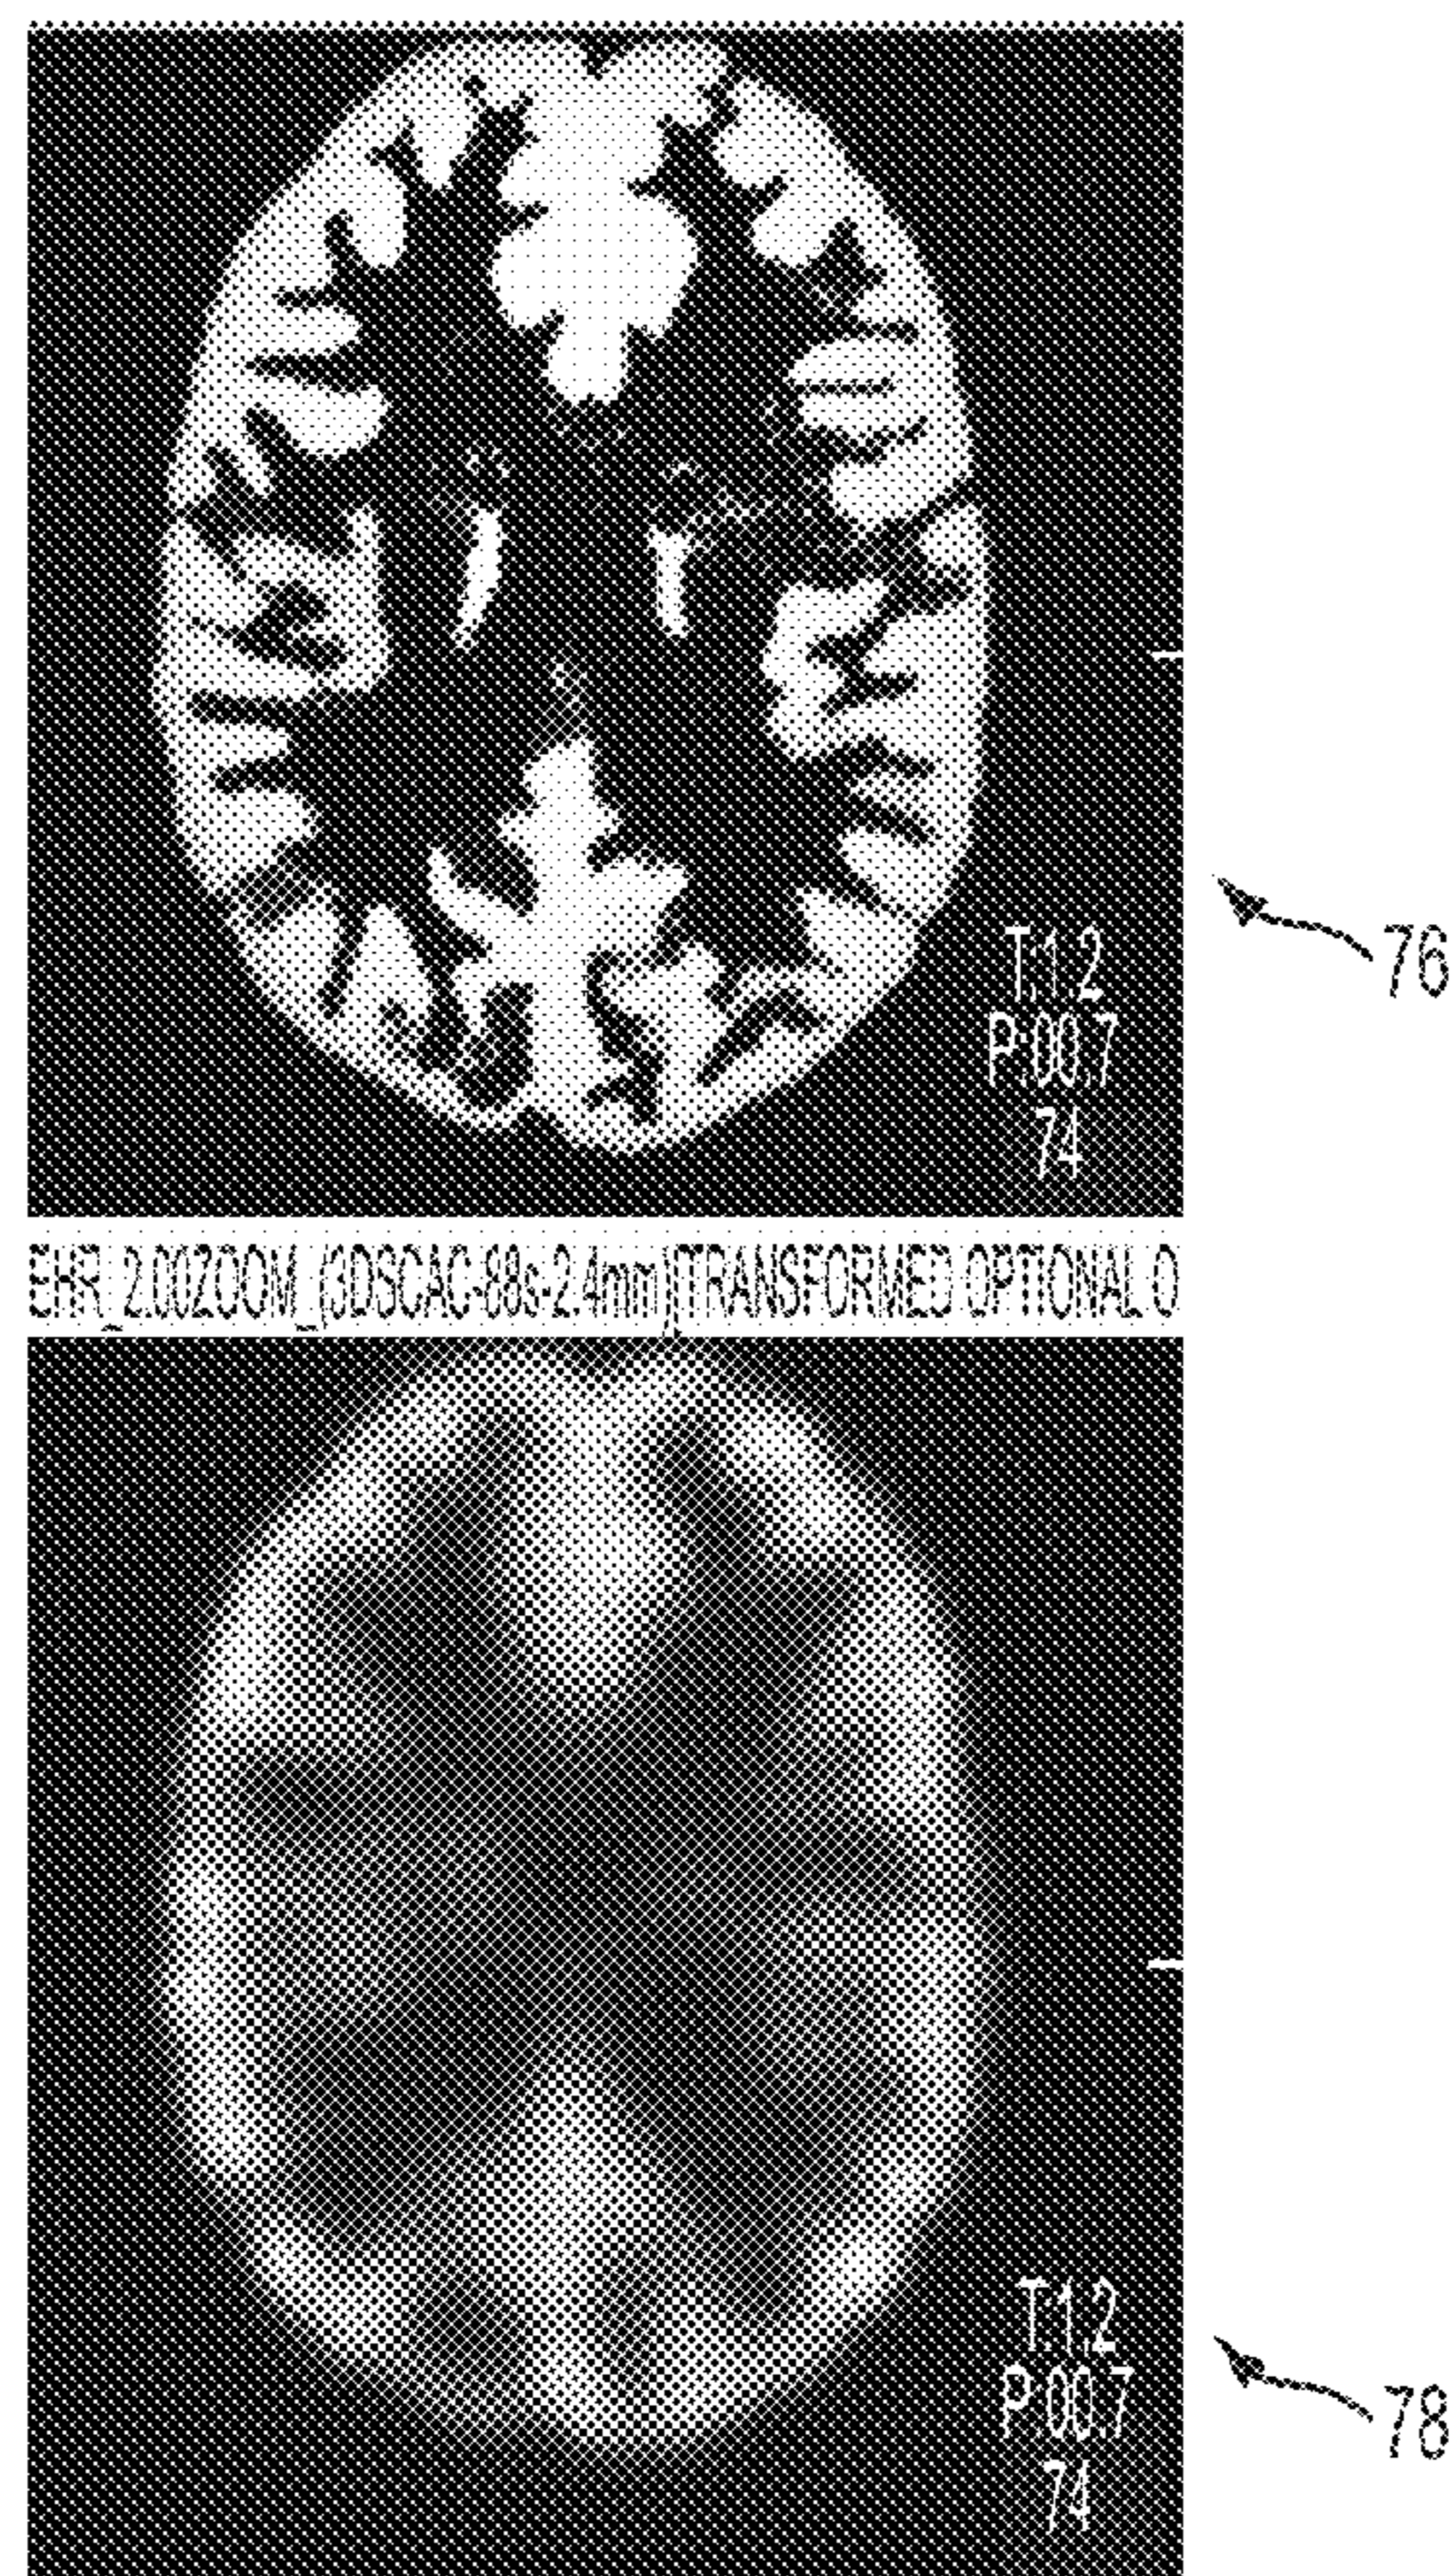 T:1.2
P:00.7
74
76
EHR_2.00ZOOM_(3DSCAC-88s-2.4mm)(TRANSFORMED OPTIONAL O
T:1.2
P:00.7
74
78